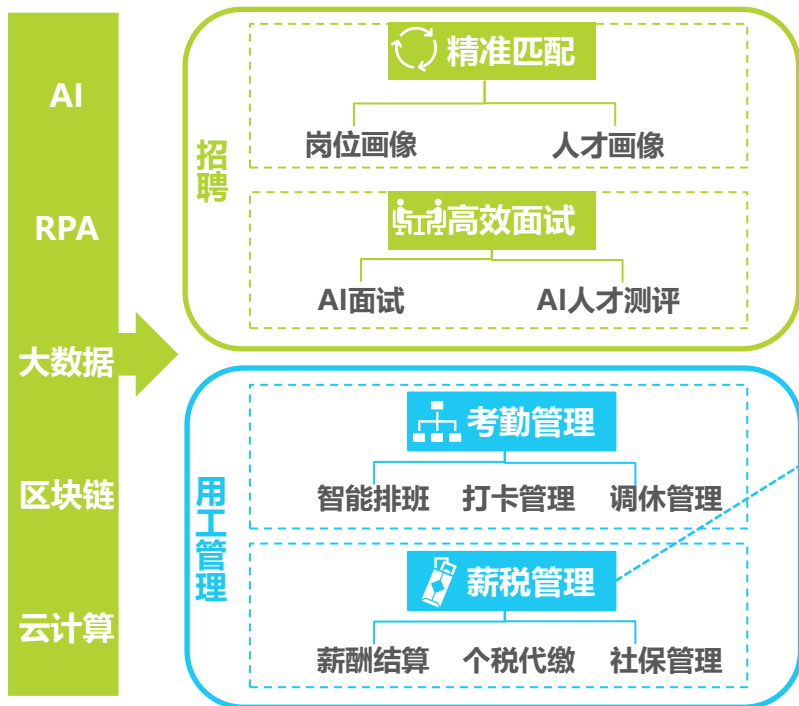 AI
RPA
大数据
区块链
云计算
招聘
精准匹配
岗位画像 人才画像
高效面试
AI面试 AI人才测评
用工管理
考勤管理
智能排班 打卡管理 调休管理
薪税管理
薪酬结算 个税代缴 社保管理